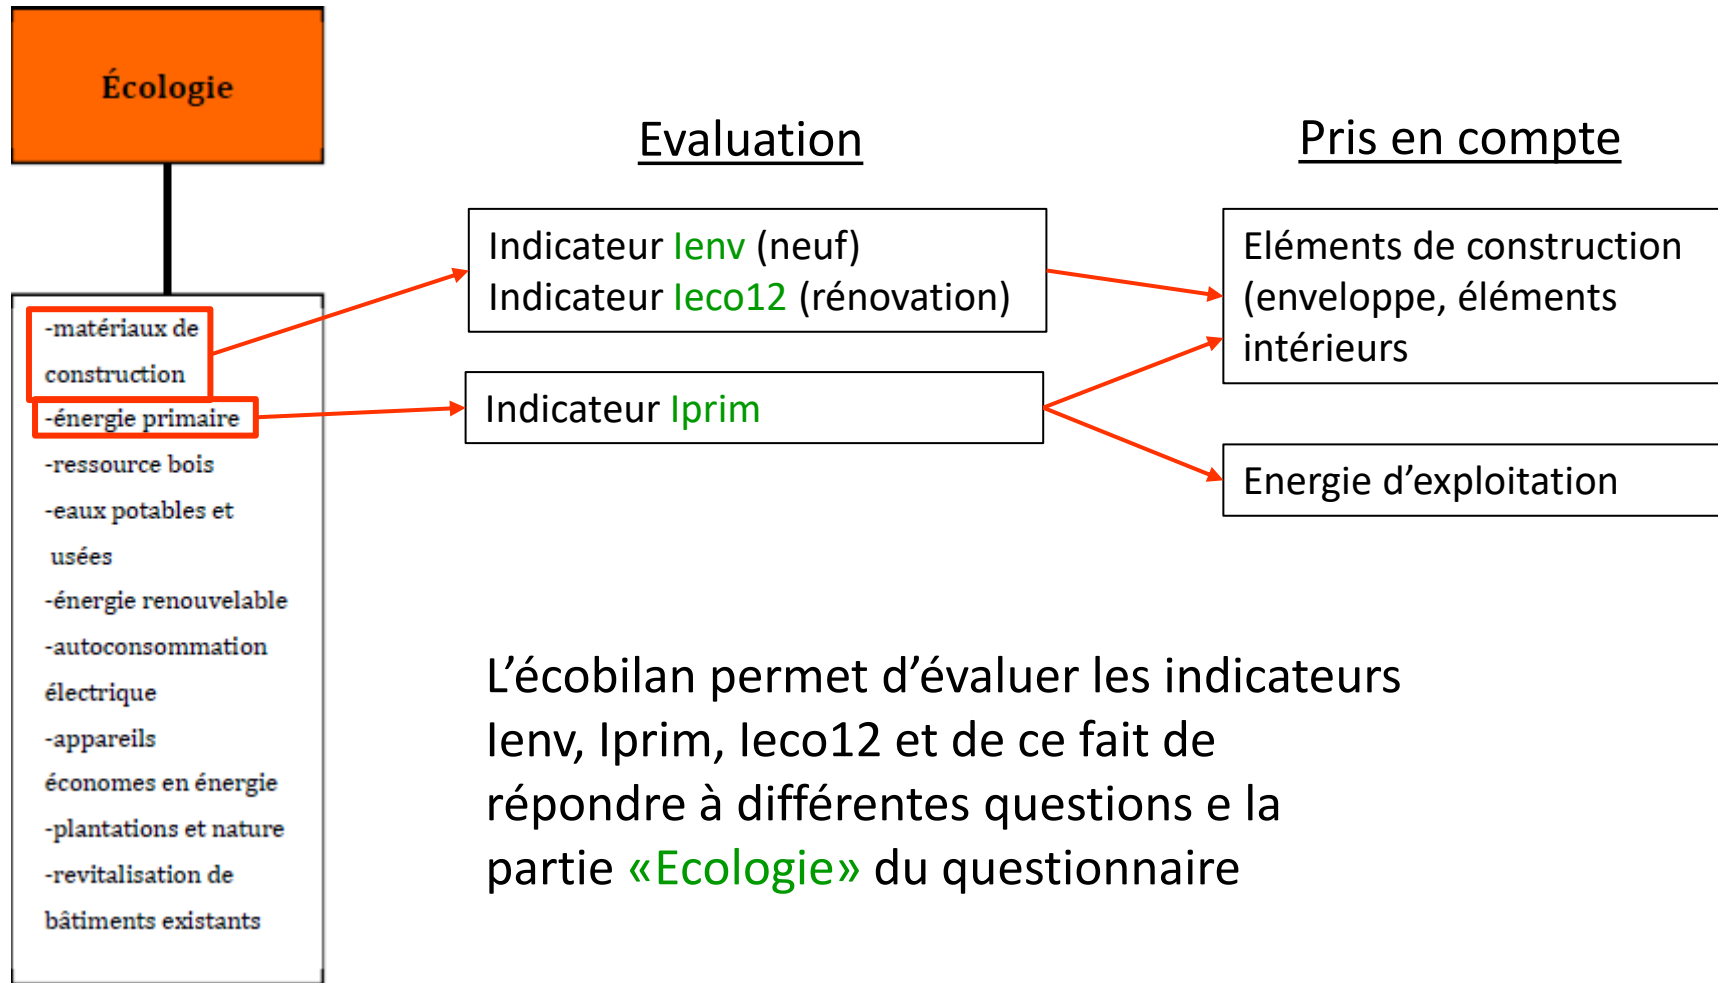 Écologie
-matériaux de
construction
-énergie primaire
-ressource bois
-eaux potables et
usées
-énergie renouvelable
-autoconsommation
électrique
-appareils
économes en énergie
-plantations et nature
-revitalisation de
bâtiments existants
Evaluation
Indicateur Ienv (neuf)
Indicateur Ieco12 (rénovation)
Indicateur Iprim
Pris en compte
Eléments de construction
(enveloppe, éléments
intérieurs
Energie d’exploitation
L’écobilan permet d’évaluer les indicateurs
Ienv, Iprim, Ieco12 et de ce fait de
répondre à différentes questions e la
partie «Ecologie» du questionnaire